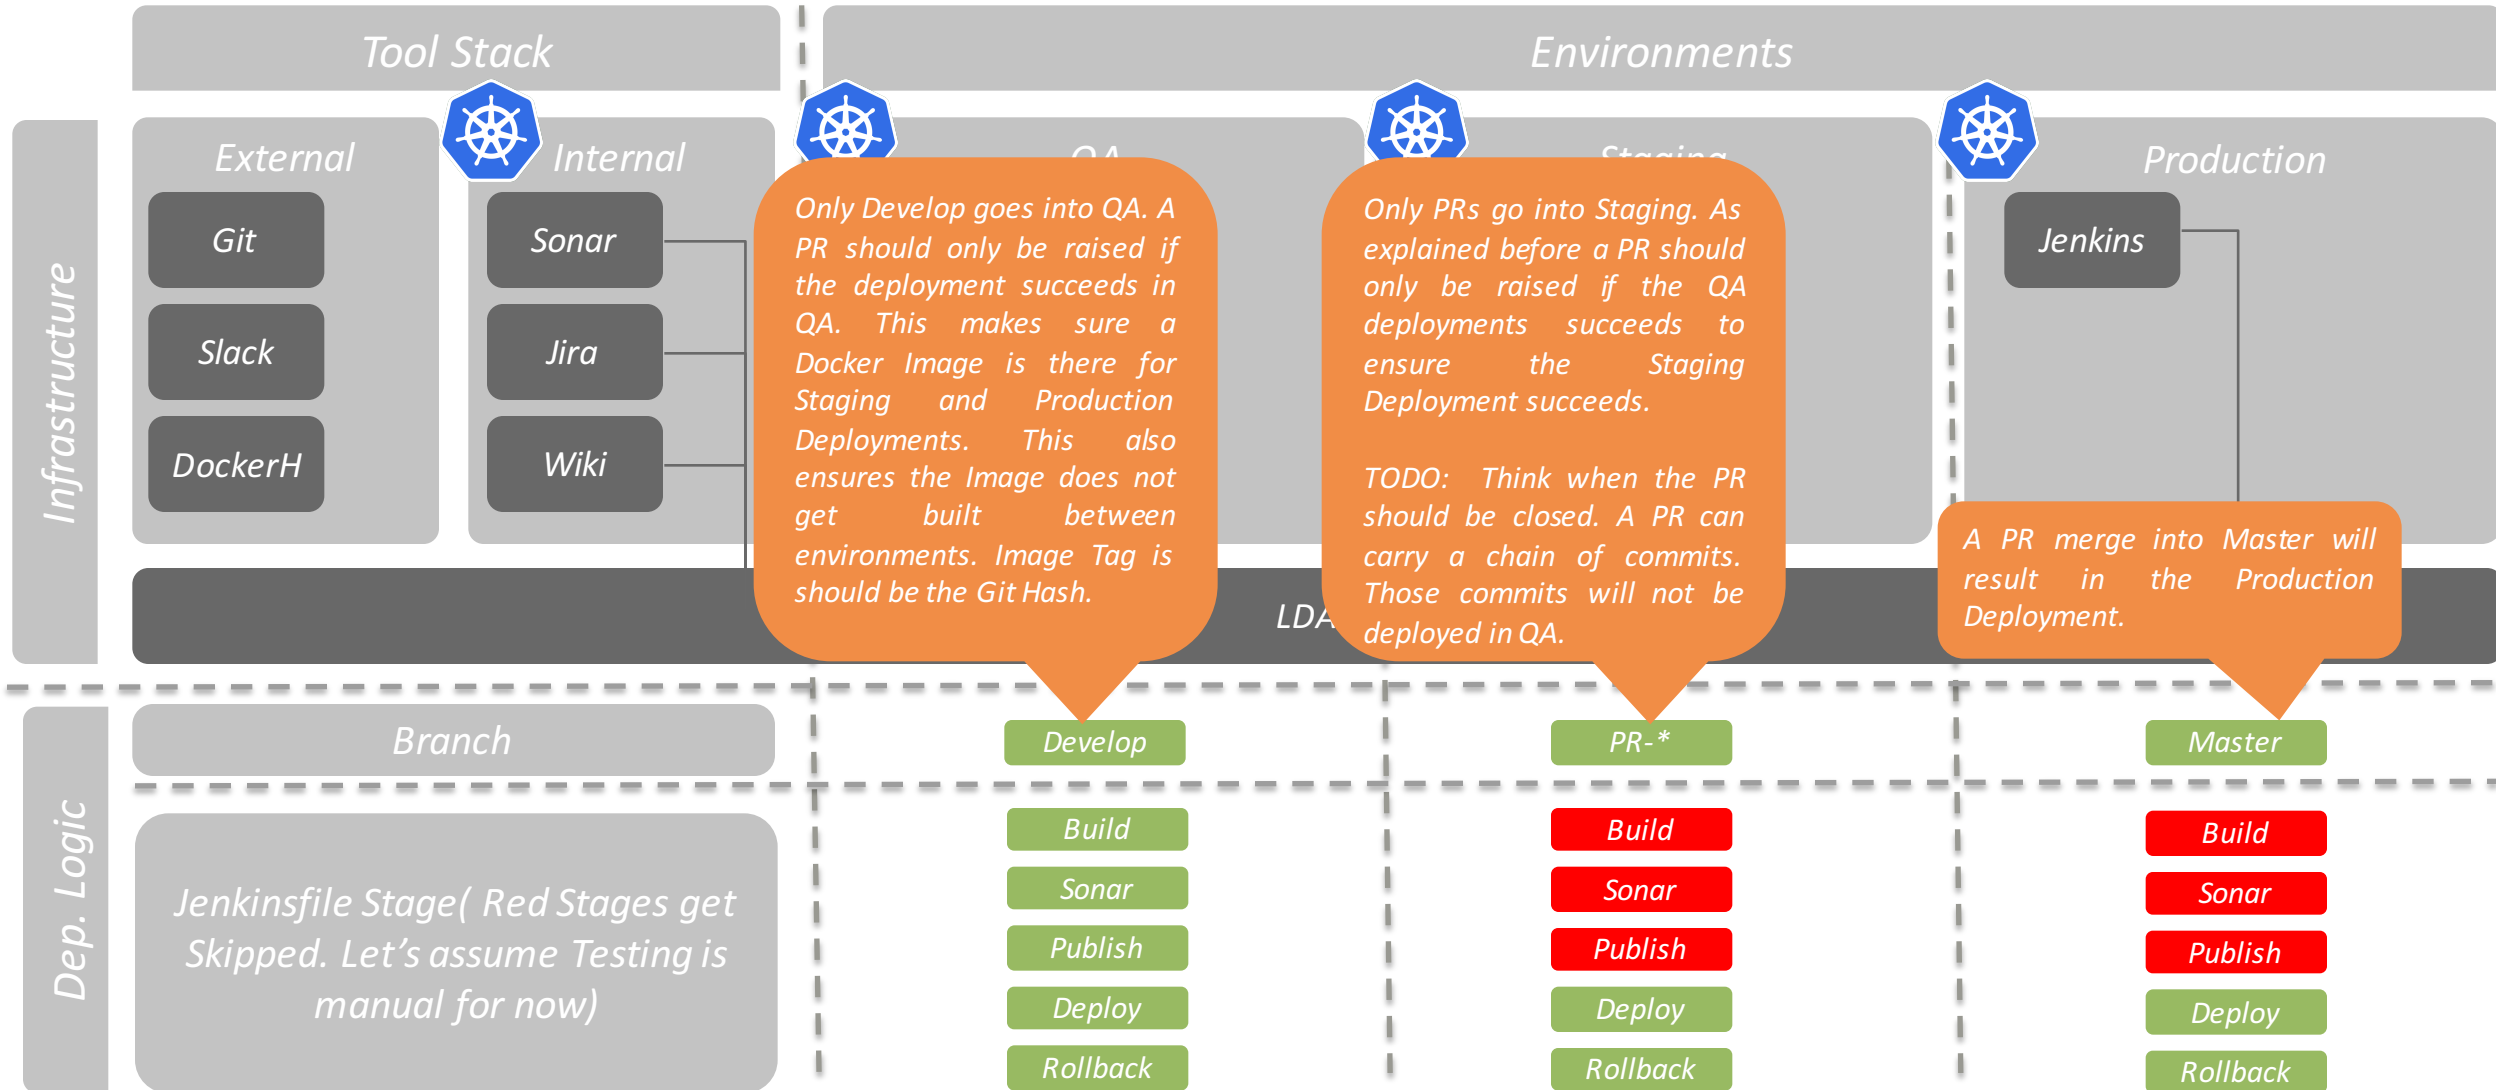 Tool Stack
Environments
Infrastructure
External
Internal
QA
Staging
Production
Git
Slack
DockerH
Sonar
Jira
Wiki
Jenkins
Only Develop goes into QA. A
PR should only be raised if
the deployment succeeds in
QA. This makes sure a
Docker Image is there for
Staging and Production
Deployments. This also
ensures the Image does not
get built between
environments. Image Tag is
should be the Git Hash.
Only PRs go into Staging. As
explained before a PR should
only be raised if the QA
deployments succeeds to
ensure the Staging
Deployment succeeds.
TODO: Think when the PR
should be closed. A PR can
carry a chain of commits.
Those commits will not be
deployed in QA.
A PR merge into Master will
result in the Production
Deployment.
Dep. Logic
Branch
Develop
PR-*
Master
Jenkinsfile Stage( Red Stages get
Skipped. Let’s assume Testing is
manual for now)
Build
Sonar
Publish
Deploy
Rollback
Build
Sonar
Publish
Deploy
Rollback
Build
Sonar
Publish
Deploy
Rollback